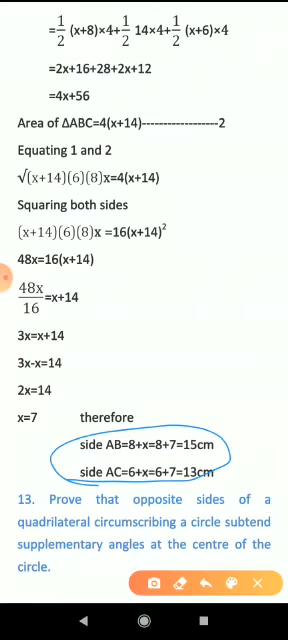 =1/2 (x+8)×4+1/2 14×4+1/2 (x+6)×4
=2x+16+28+2x+12
=4x+56
Area of ΔABC=4(x+14)------------------2
Equating 1 and 2
√(x+14)(6)(8)x=4(x+14)
Squaring both sides
(x+14)(6)(8)x =16(x+14)²
48x=16(x+14)
48x/16=x+14
3x=x+14
3x-x=14
2x=14
x=7 therefore
side AB=8+x=8+7=15cm
side AC=6+x=6+7=13cm
13. Prove that opposite sides of a
quadrilateral circumscribing a circle subtend
supplementary angles at the centre of the
circle.